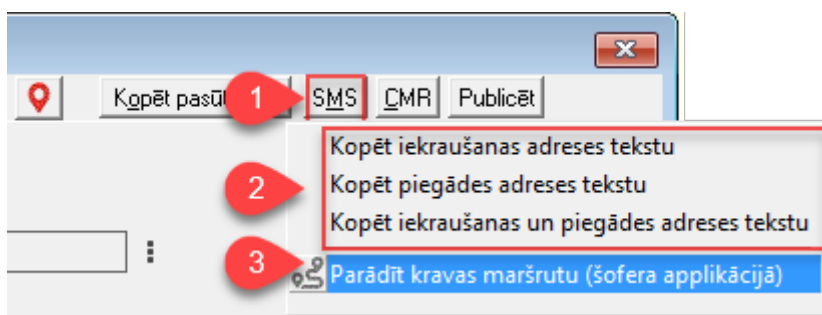 Kopēt pasūt 1 SMS CMR Publicēt
Kopēt iekraušanas adreses tekstu
2 Kopēt piegādes adreses tekstu
Kopēt iekraušanas un piegādes adreses tekstu
3 Parādīt kravas maršrutu (šofera applikācijā)